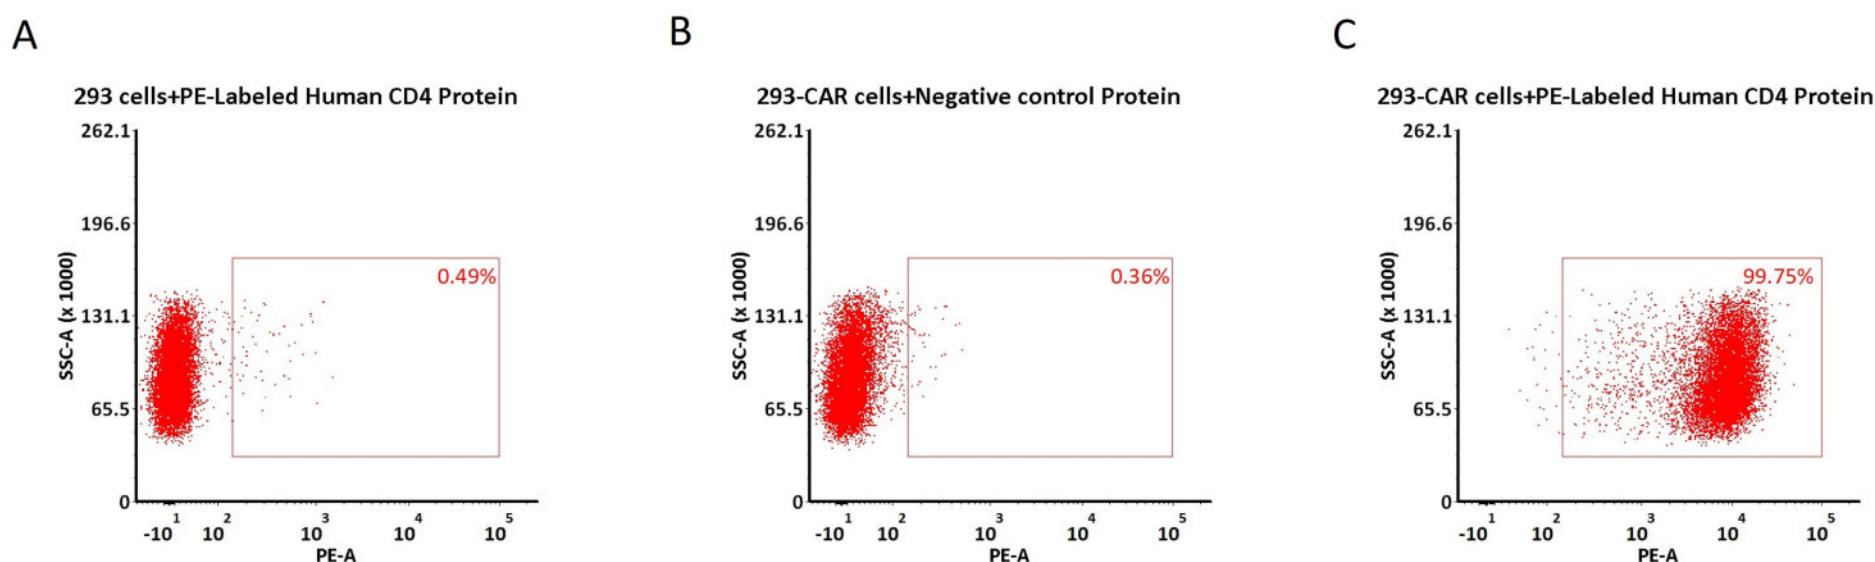 A
293 cells+PE-Labeled Human CD4 Protein
262.1
196.6
131.1
65.5
0
SSC-A (x 1000)
0.49%
-10 1 10 2 10 3 10 4 10 5
PE-A
B
293-CAR cells+Negative control Protein
262.1
196.6
131.1
65.5
0
SSC-A (x 1000)
0.36%
-10 1 10 2 10 3 10 4 10 5
PE-A
C
293-CAR cells+PE-Labeled Human CD4 Protein
262.1
196.6
131.1
65.5
0
SSC-A (x 1000)
99.75%
-10 1 10 2 10 3 10 4 10 5
PE-A